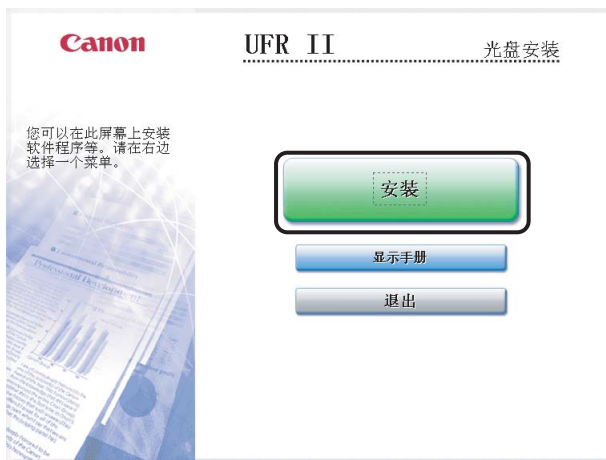 Canon
UFR II
光盘安装
您可以在此屏幕上安装
软件程序等。请在右边
选择一个菜单。
安装
显示手册
退出
Professional Development